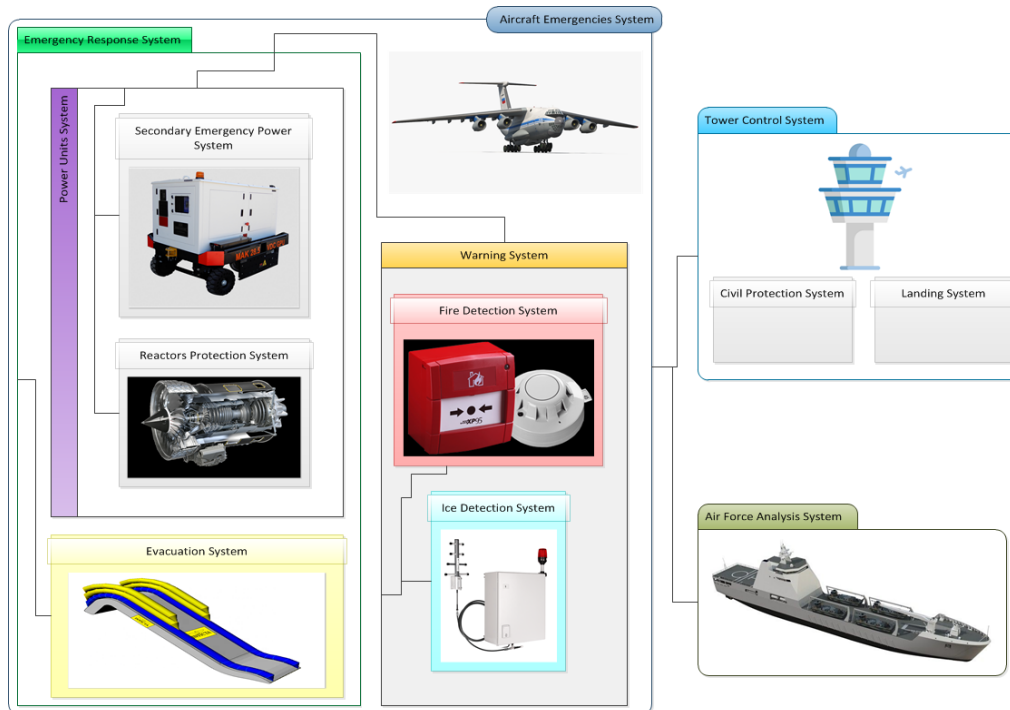 Aircraft Emergencies System
Emergency Response System
Power Units System
Secondary Emergency Power
System
Reactors Protection System
Evacuation System
Warning System
Fire Detection System
Ice Detection System
Tower Control System
Civil Protection System
Landing System
Air Force Analysis System